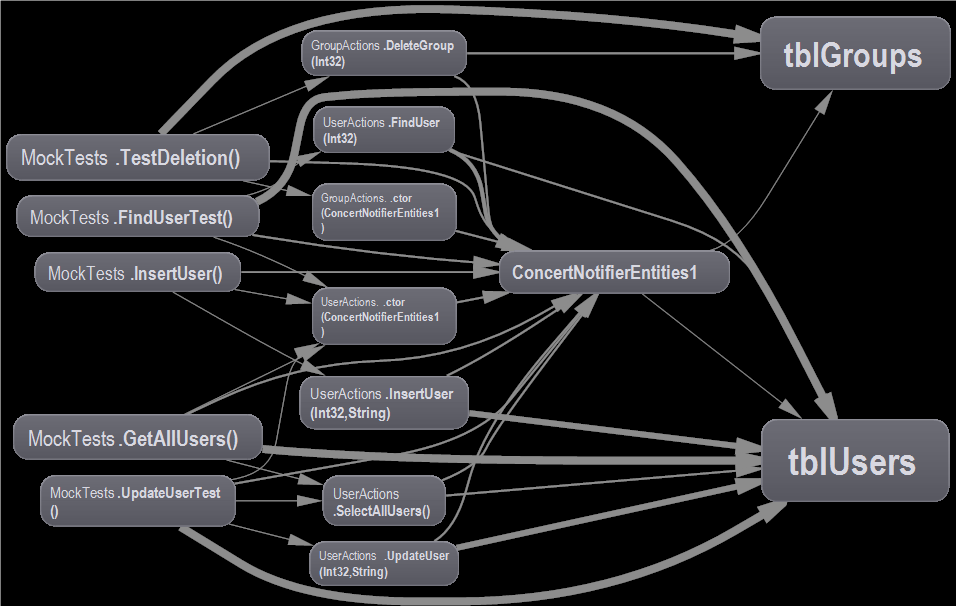 GroupActions .DeleteGroup
(Int32)
tblGroups
UserActions .FindUser
(Int32)
MockTests .TestDeletion()
GroupActions. .ctor
(ConcertNotifierEntities1
)
MockTests .FindUserTest()
MockTests .InsertUser()
ConcertNotifierEntities1
UserActions. .ctor
(ConcertNotifierEntities1
)
UserActions .InsertUser
(Int32,String)
MockTests .GetAllUsers()
tblUsers
MockTests .UpdateUserTest
()
UserActions
.SelectAllUsers()
UserActions .UpdateUser
(Int32,String)